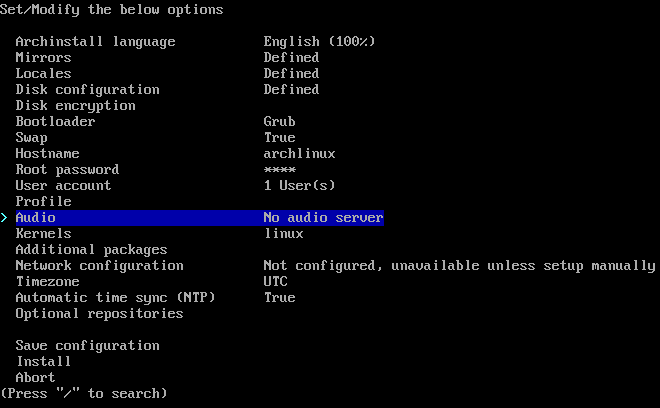 Set/Modify the below options
Archinstall language English (100%)
Mirrors Defined
Locales Defined
Disk configuration Defined
Disk encryption
Bootloader Grub
Swap True
Hostname archlinux
Root password ****
User account 1 User(s)
Profile
> Audio No audio server
Kernels linux
Additional packages
Network configuration Not configured, unavailable unless setup manually
Timezone UTC
Automatic time sync (NTP) True
Optional repositories
Save configuration
Install
Abort
(Press "/" to search)